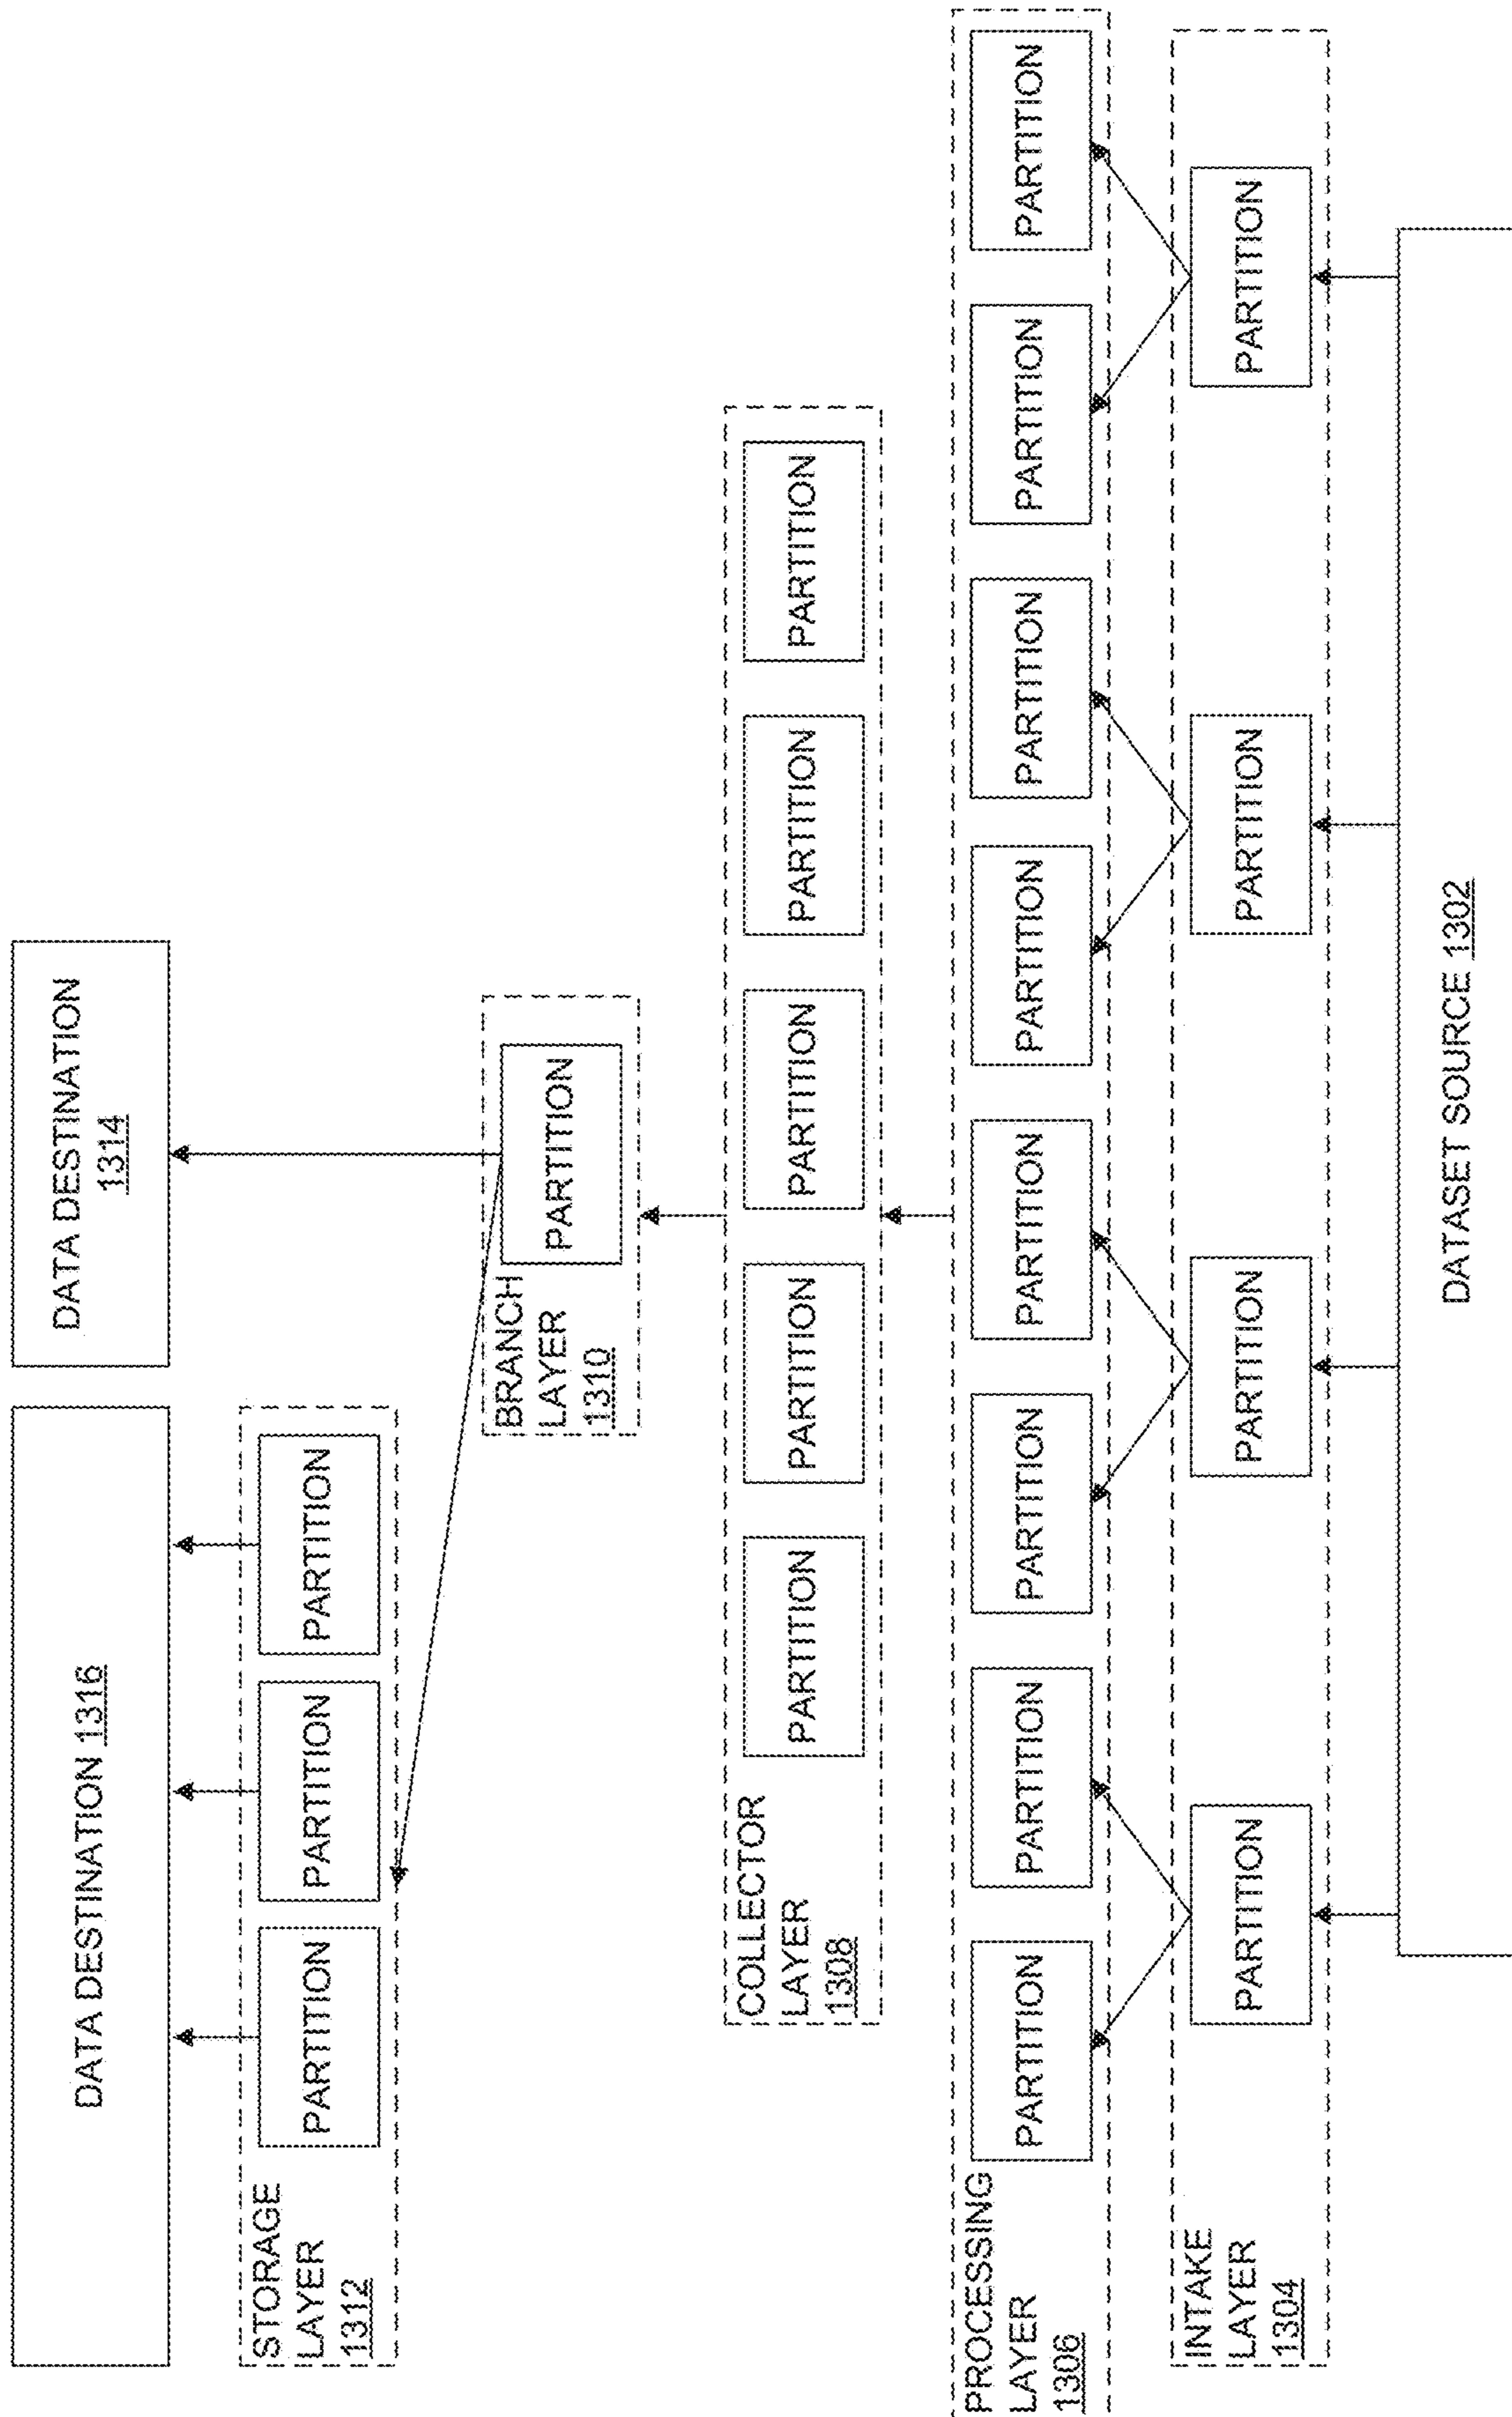 DATA DESTINATION 1316
DATA DESTINATION
1314
STORAGE
LAYER
1312
PARTITION
PARTITION
PARTITION
BRANCH
LAYER
1310
PARTITION
COLLECTOR
LAYER
1308
PARTITION
PARTITION
PARTITION
PARTITION
PARTITION
PROCESSING
LAYER
1306
PARTITION
PARTITION
PARTITION
PARTITION
PARTITION
PARTITION
PARTITION
PARTITION
INTAKE
LAYER
1304
PARTITION
PARTITION
PARTITION
PARTITION
DATASET SOURCE 1302